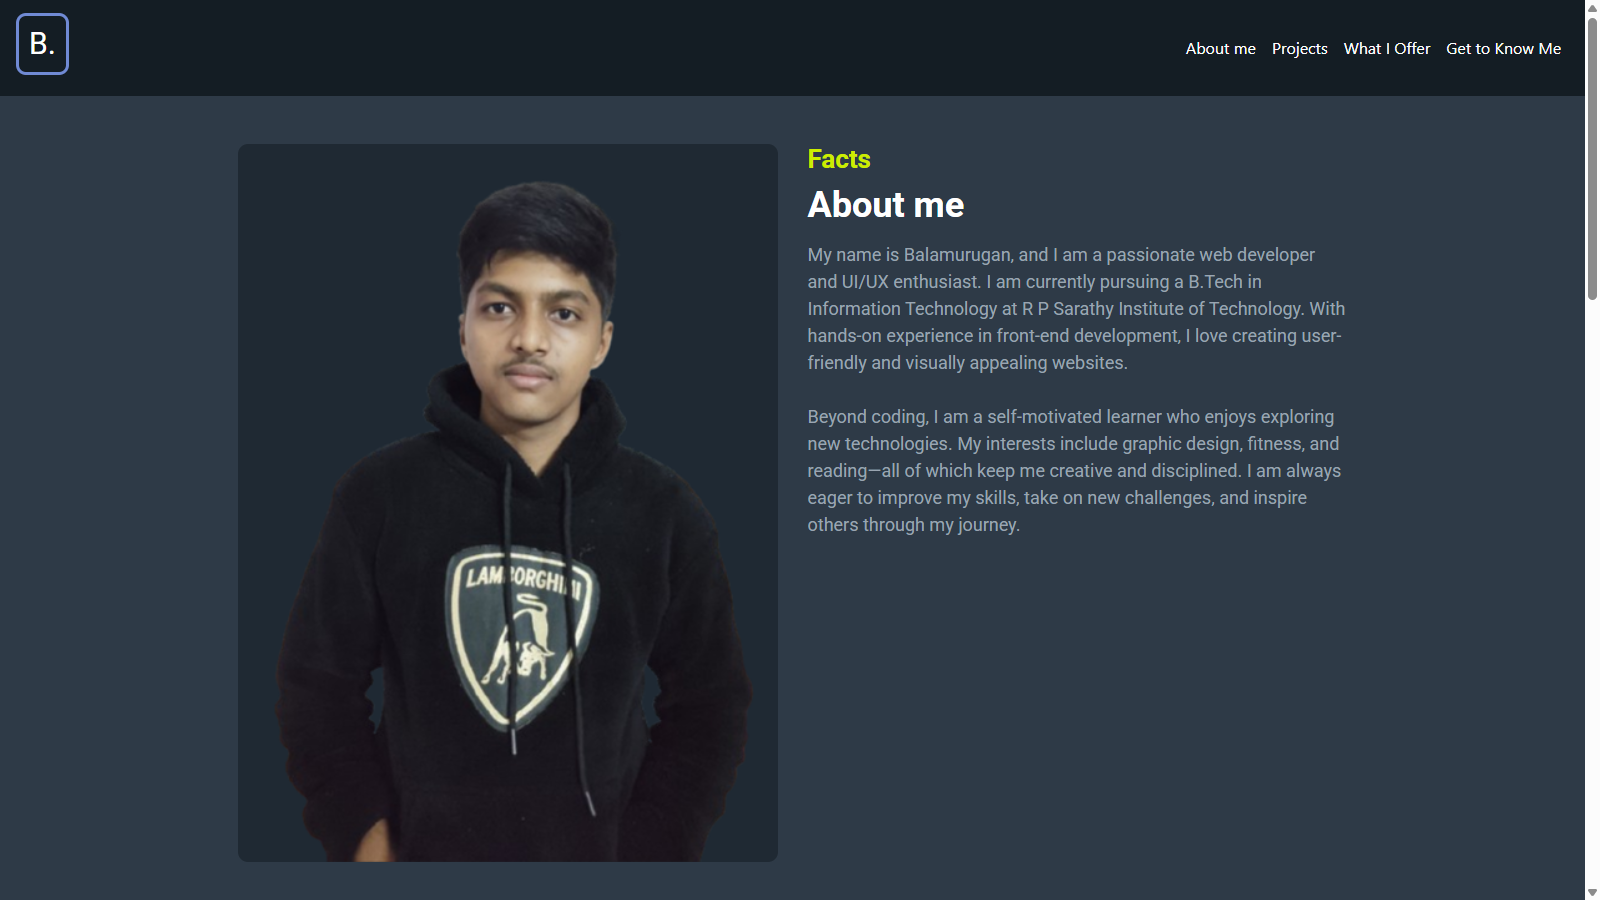 B.
About me
Projects
What I Offer
Get to Know Me
Facts
About me
My name is Balamurugan, and I am a passionate web developer
and UI/UX enthusiast. I am currently pursuing a B.Tech in
Information Technology at R P Sarathy Institute of Technology. With
hands-on experience in front-end development, I love creating user-
friendly and visually appealing websites.
Beyond coding, I am a self-motivated learner who enjoys exploring
new technologies. My interests include graphic design, fitness, and
reading—all of which keep me creative and disciplined. I am always
eager to improve my skills, take on new challenges, and inspire
others through my journey.
LAMBORGHINI